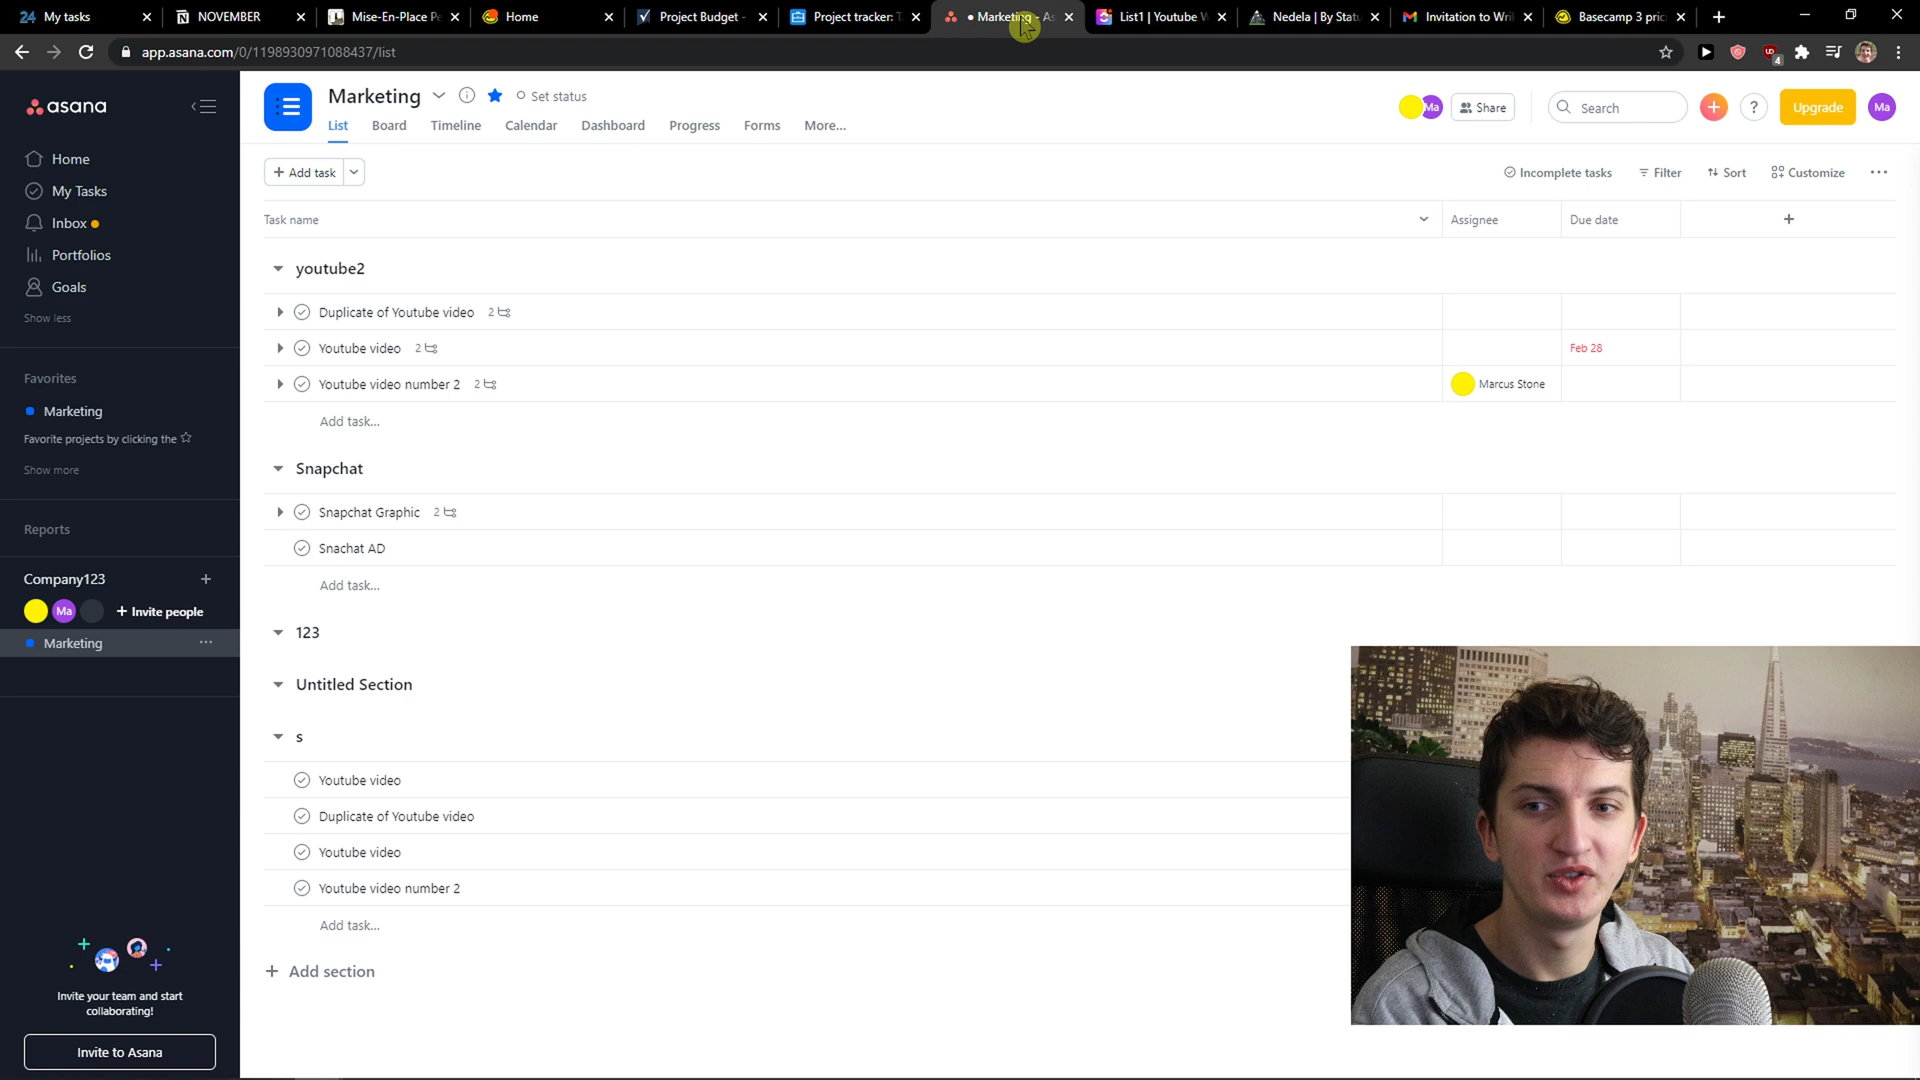 24 My tasks
NOVEMBER
Mise-En-Place Pe
Home
Project Budget -
Project tracker: T
• Marketing - As
List1 | Youtube W
Nedela | By Statu
Invitation to Wri
Basecamp 3 pric
app.asana.com/0/1198930971088437/list
4
asana
Home
My Tasks
Inbox
Portfolios
Goals
Show less
Favorites
Marketing
Favorite projects by clicking the
Show more
Reports
Company123
Ma
Invite people
Marketing
Invite your team and start
collaborating!
Invite to Asana
Marketing
Set status
List Board Timeline Calendar Dashboard Progress Forms More...
Ma
Share
Search
?
Upgrade
Ma
+ Add task
Incomplete tasks
Filter
Sort
Customize
Task name
Assignee
Due date
youtube2
Duplicate of Youtube video 2
Youtube video 2
Feb 28
Youtube video number 2 2
Marcus Stone
Add task...
Snapchat
Snapchat Graphic 2
Snachat AD
Add task...
123
Untitled Section
s
Youtube video
Duplicate of Youtube video
Youtube video
Youtube video number 2
Add task...
+ Add section